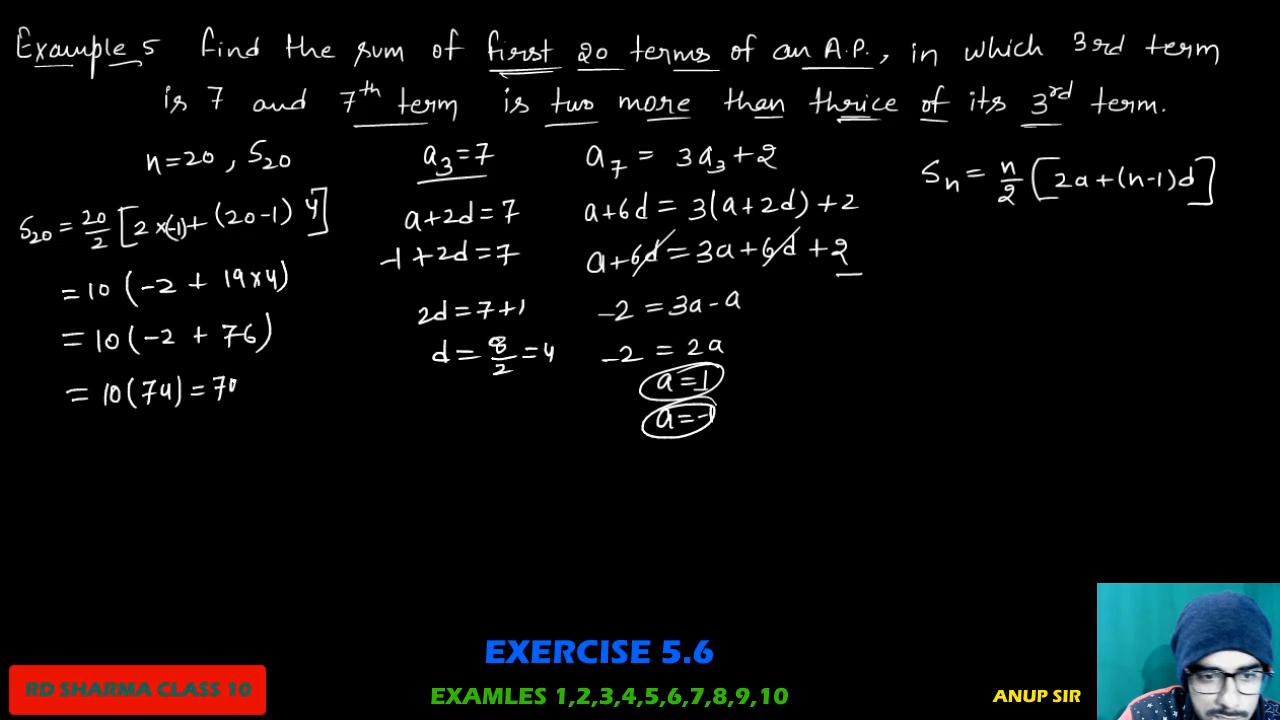 Example 5 find the sum of first 20 terms of an A.P., in which 3rd term
is 7 and 7th term is two more than thrice of its 3rd term.
n=20, S20
S20 = 20/2 [2×(-1)+(20-1) 4]
= 10 (-2 + 19×4)
= 10 (-2 + 76)
= 10 (74) =
a3 = 7
a+2d = 7
-1+2d = 7
2d = 7+1
d = 8/2 = 4
a7 = 3a3+2
a+6d = 3(a+2d)+2
a+6d = 3a+6d+2
-2 = 3a-a
-2 = 2a
a=1
a=-1
Sn = n/2 [2a+(n-1)d]
EXERCISE 5.6
RD SHARMA CLASS 10
EXAMLES 1,2,3,4,5,6,7,8,9,10
ANUP SIR